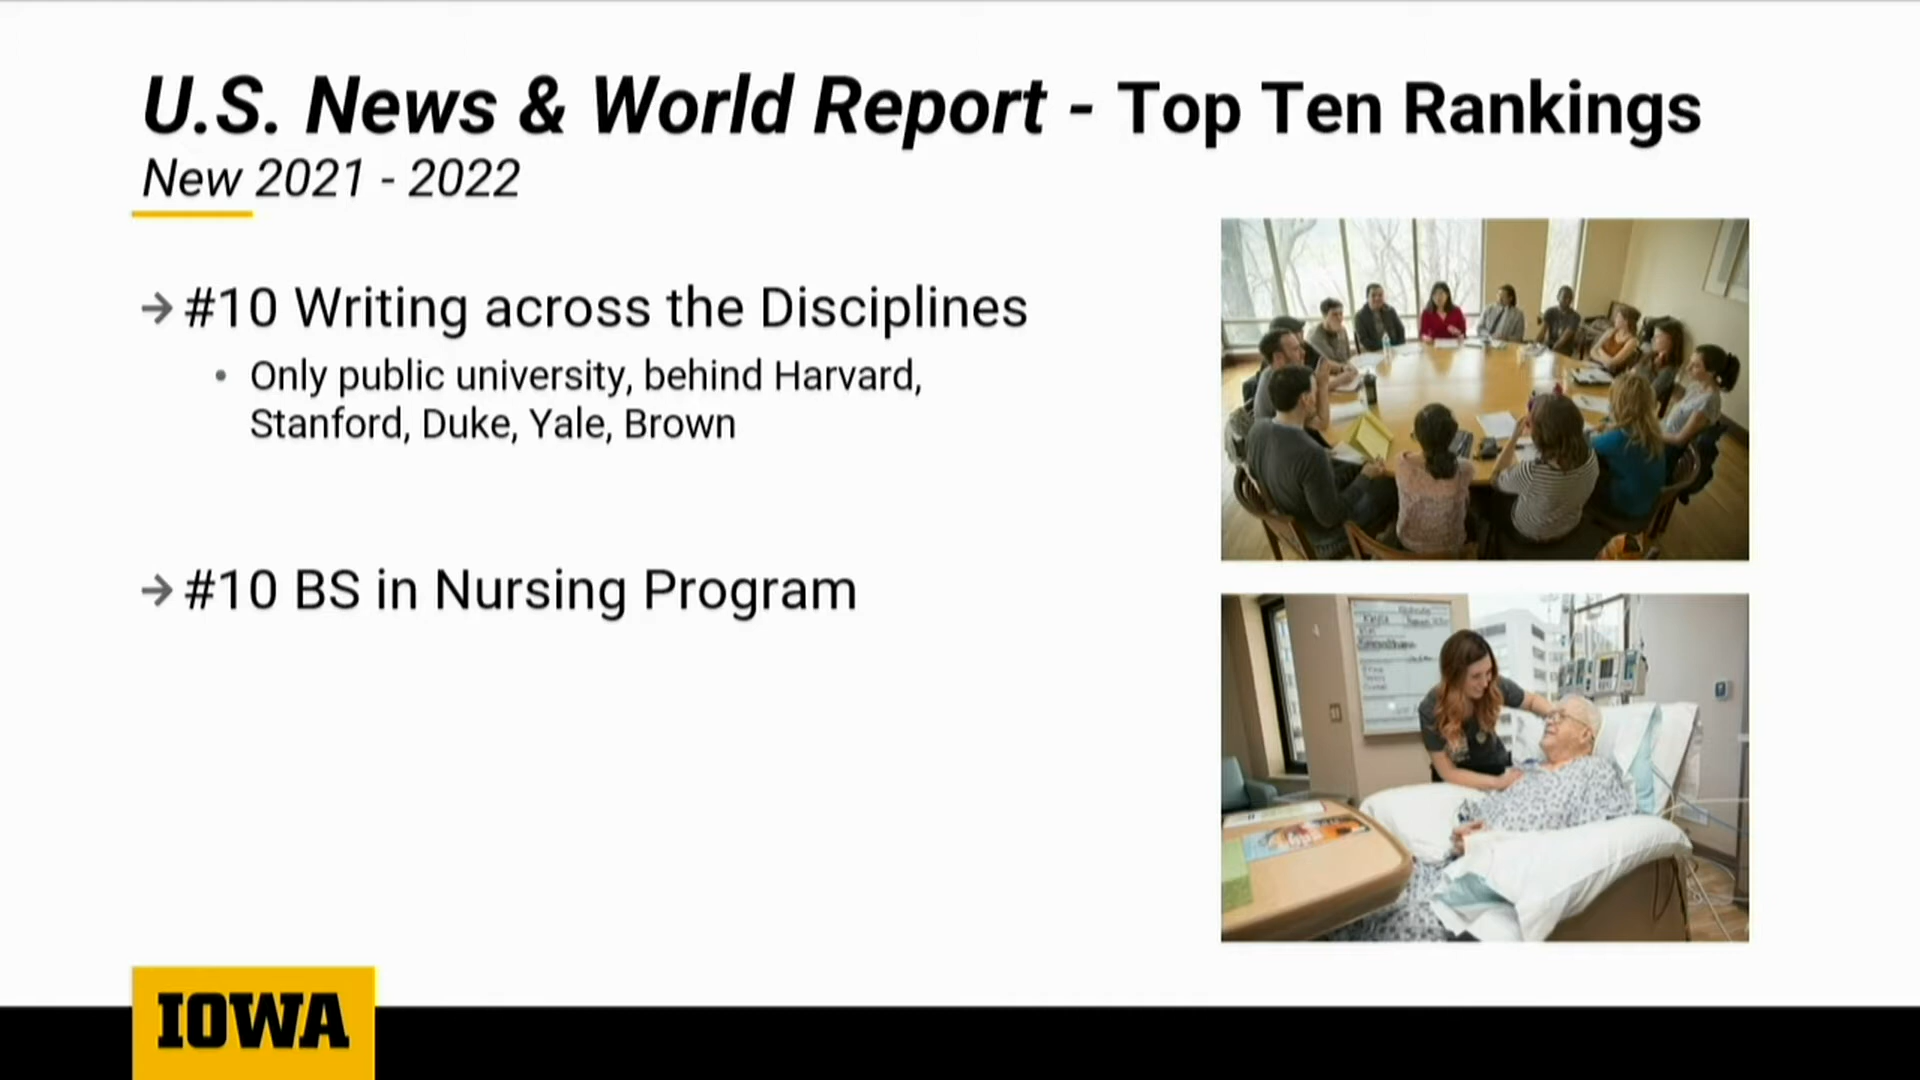 U.S. News & World Report - Top Ten Rankings
New 2021 - 2022
→ #10 Writing across the Disciplines
• Only public university, behind Harvard,
Stanford, Duke, Yale, Brown
→ #10 BS in Nursing Program
IOWA